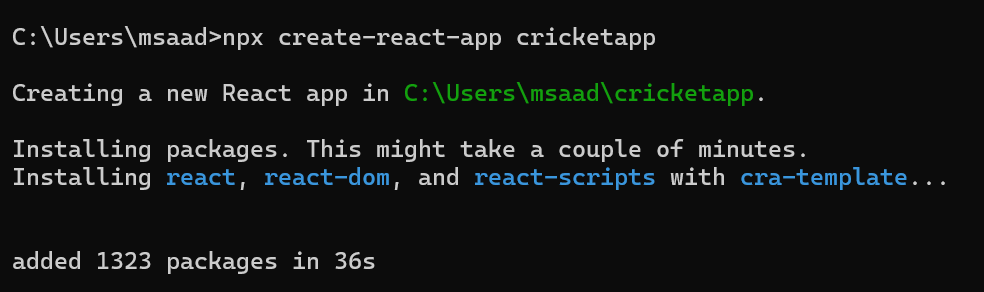 C:\Users\msaad>npx create-react-app cricketapp
Creating a new React app in C:\Users\msaad\cricketapp.
Installing packages. This might take a couple of minutes.
Installing react, react-dom, and react-scripts with cra-template...
added 1323 packages in 36s